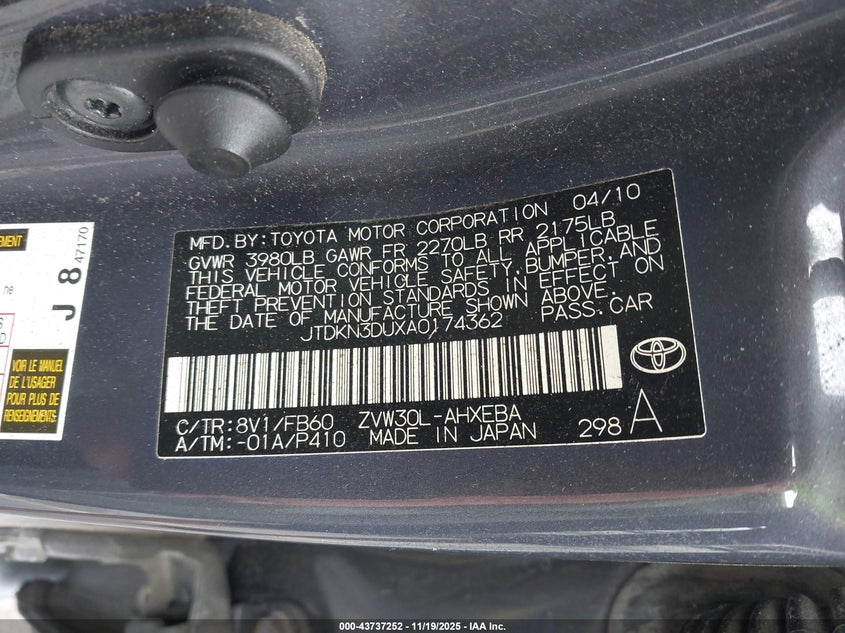 MFD. BY: TOYOTA MOTOR CORPORATION 04/10
GVWR 3980LB GAWR FR 2270LB RR 2175LB
THIS VEHICLE CONFORMS TO ALL APPLICABLE
FEDERAL MOTOR VEHICLE SAFETY, BUMPER, AND
THEFT PREVENTION STANDARDS IN EFFECT ON
THE DATE OF MANUFACTURE SHOWN ABOVE.
JTDKN3DUXA0174362 PASS. CAR
C/TR: 8V1/FB60 ZVW30L-AHXEBA
A/TM: -01A/P410 MADE IN JAPAN 298 A
EMENT
ne
J 8 47170
VOIR LE MANUEL
DE L'USAGER
POUR PLUS DE
RENSEIGNEMENTS
000-43737252 - 11/19/2025 - IAA Inc.